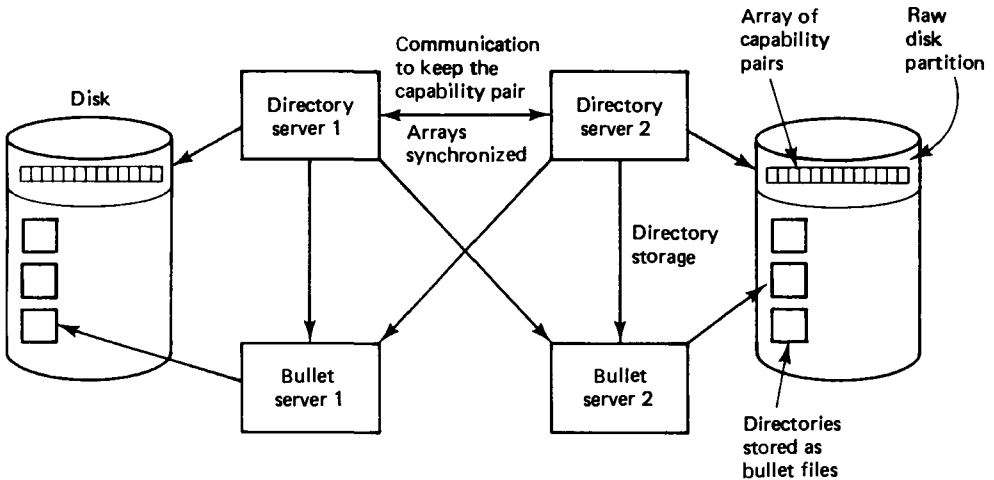 Disk
Directory
server 1
Communication
to keep the
capability pair
Arrays
synchronized
Directory
server 2
Array of
capability
pairs
Raw
disk
partition
Directory
storage
Bullet
server 1
Bullet
server 2
Directories
stored as
bullet files